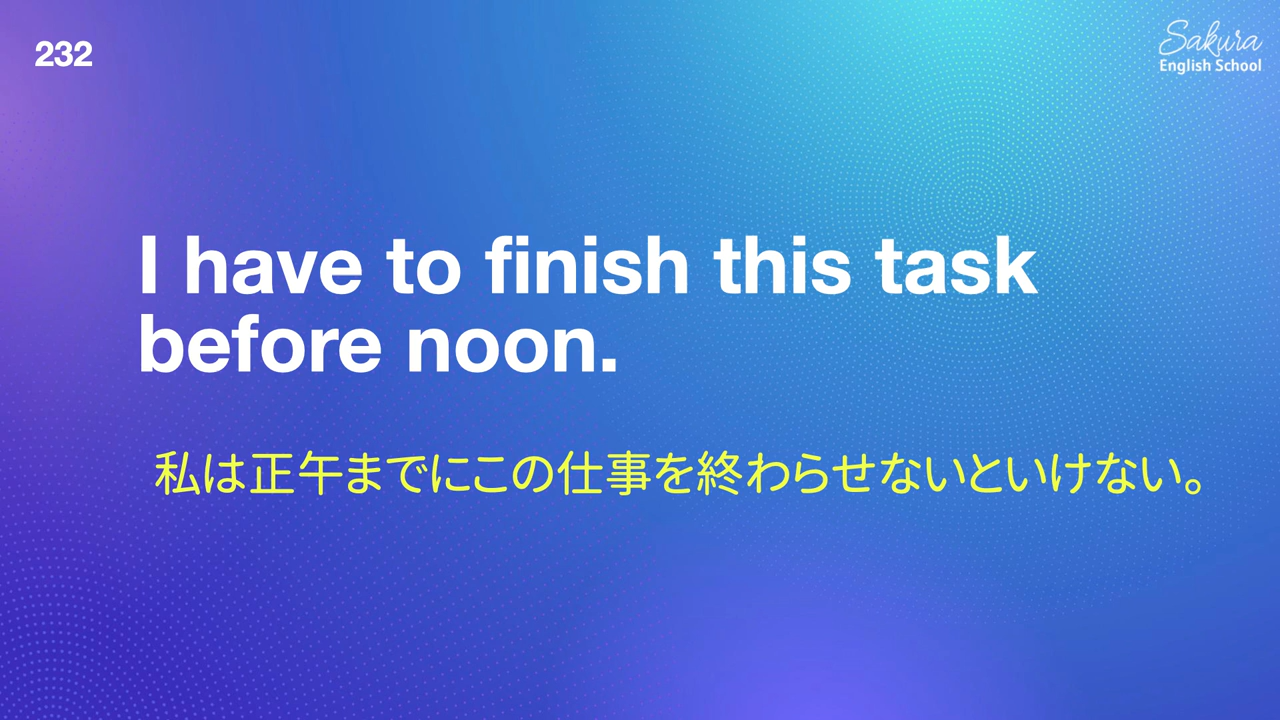 232
Sakura
English School
I have to finish this task
before noon.
私は正午までにこの仕事を終わらせないといけない。